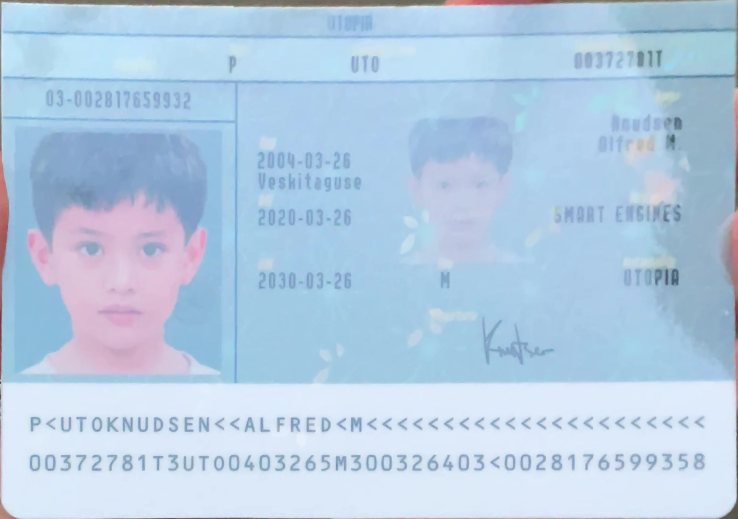 UTOPIA
P UTO 00372781T
03-002817659932
Knudsen
Alfred M.
2004-03-26
Veskitaguse
2020-03-26 SMART ENGINES
2030-03-26 M UTOPIA
Knutsen
P<UTOKNUDSEN<<ALFRED<M<<<<<<<<<<<<<<<<<<<<<<
00372781T3UTO0403265M300326403<0028176599358